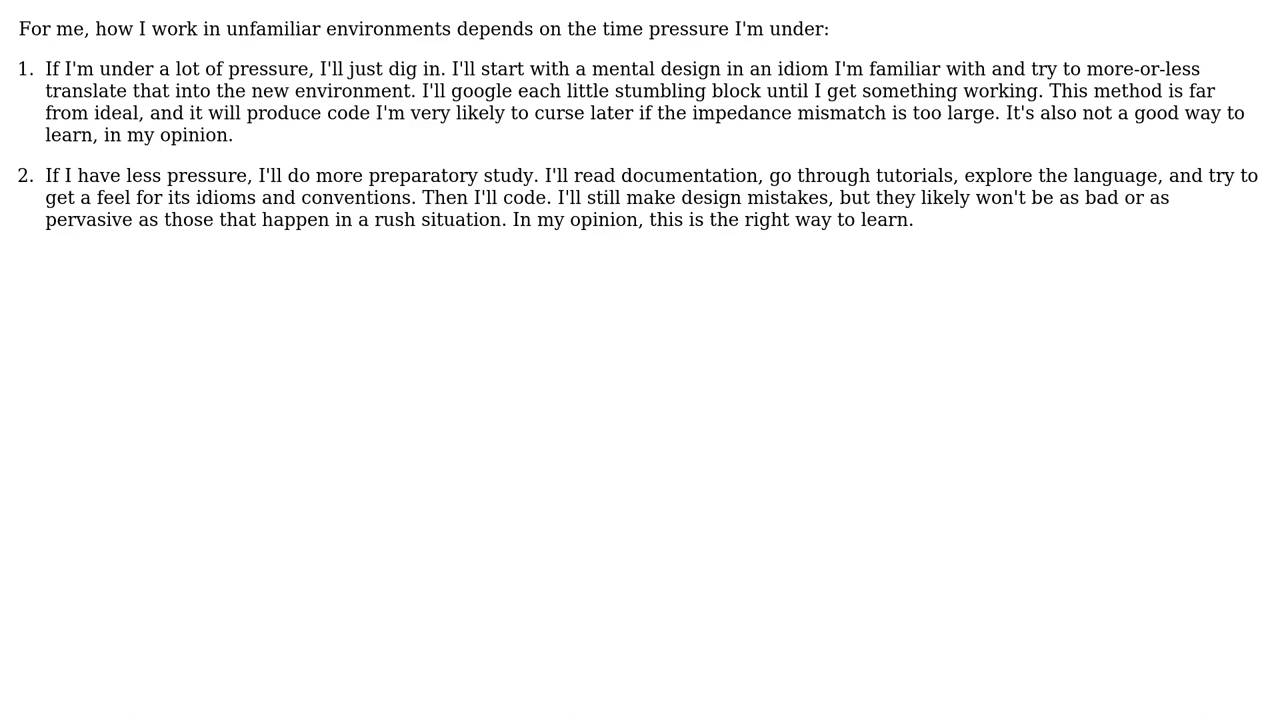 For me, how I work in unfamiliar environments depends on the time pressure I'm under:
1. If I'm under a lot of pressure, I'll just dig in. I'll start with a mental design in an idiom I'm familiar with and try to more-or-less
translate that into the new environment. I'll google each little stumbling block until I get something working. This method is far
from ideal, and it will produce code I'm very likely to curse later if the impedance mismatch is too large. It's also not a good way to
learn, in my opinion.
2. If I have less pressure, I'll do more preparatory study. I'll read documentation, go through tutorials, explore the language, and try to
get a feel for its idioms and conventions. Then I'll code. I'll still make design mistakes, but they likely won't be as bad or as
pervasive as those that happen in a rush situation. In my opinion, this is the right way to learn.